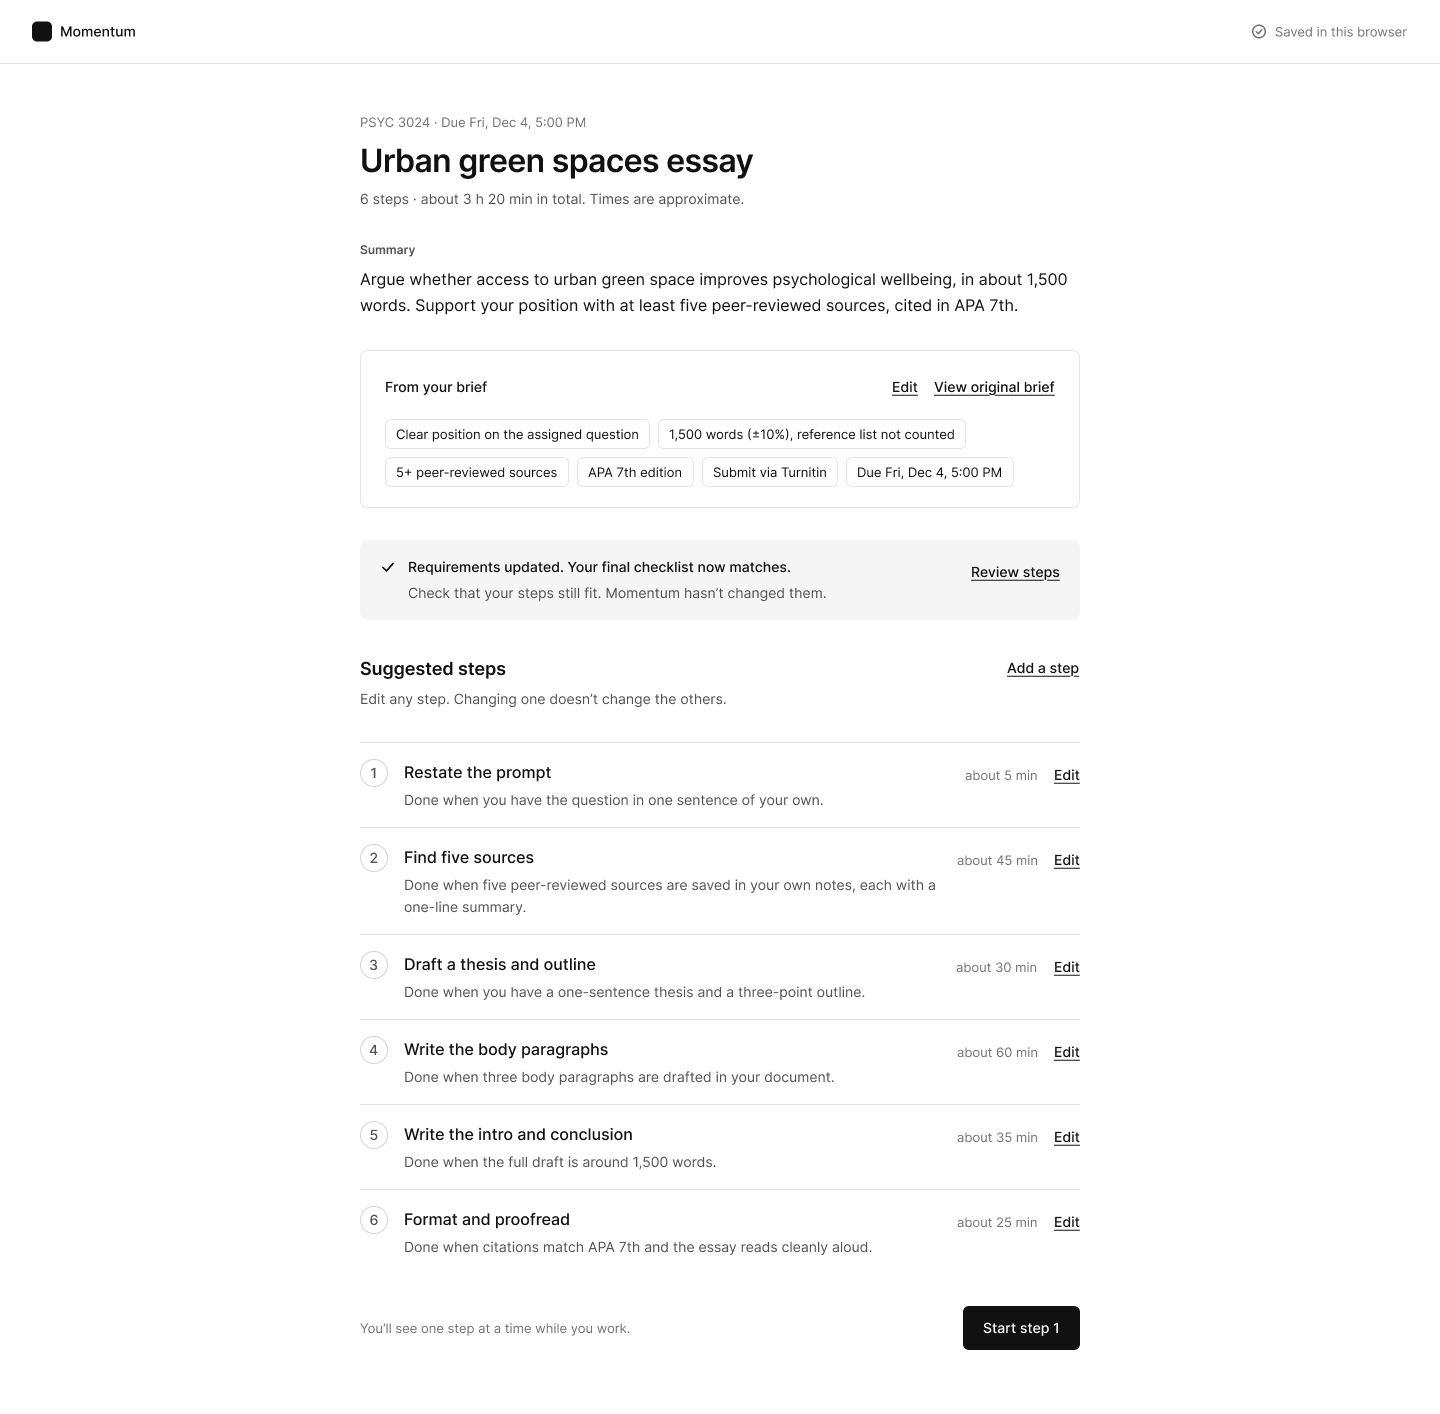 Momentum
Saved in this browser
PSYC 3024 · Due Fri, Dec 4, 5:00 PM
Urban green spaces essay
6 steps · about 3 h 20 min in total. Times are approximate.
Summary
Argue whether access to urban green space improves psychological wellbeing, in about 1,500
words. Support your position with at least five peer-reviewed sources, cited in APA 7th.
From your brief
Edit
View original brief
Clear position on the assigned question
1,500 words (±10%), reference list not counted
5+ peer-reviewed sources
APA 7th edition
Submit via Turnitin
Due Fri, Dec 4, 5:00 PM
Requirements updated. Your final checklist now matches.
Check that your steps still fit. Momentum hasn’t changed them.
Review steps
Suggested steps
Add a step
Edit any step. Changing one doesn’t change the others.
1
Restate the prompt
about 5 min
Edit
Done when you have the question in one sentence of your own.
2
Find five sources
about 45 min
Edit
Done when five peer-reviewed sources are saved in your own notes, each with a
one-line summary.
3
Draft a thesis and outline
about 30 min
Edit
Done when you have a one-sentence thesis and a three-point outline.
4
Write the body paragraphs
about 60 min
Edit
Done when three body paragraphs are drafted in your document.
5
Write the intro and conclusion
about 35 min
Edit
Done when the full draft is around 1,500 words.
6
Format and proofread
about 25 min
Edit
Done when citations match APA 7th and the essay reads cleanly aloud.
You’ll see one step at a time while you work.
Start step 1